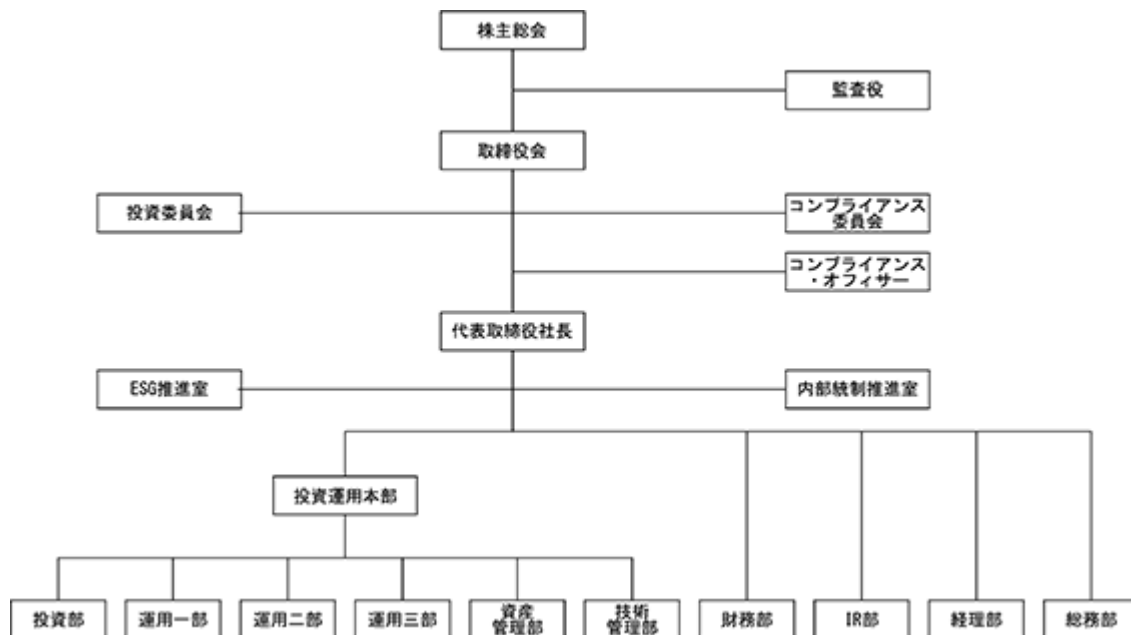 株主総会
監査役
取締役会
投資委員会
コンプライアンス
委員会
コンプライアンス
・オフィサー
代表取締役社長
ESG推進室
内部統制推進室
投資運用本部
投資部
運用一部
運用二部
運用三部
資産
管理部
技術
管理部
財務部
IR部
経理部
総務部